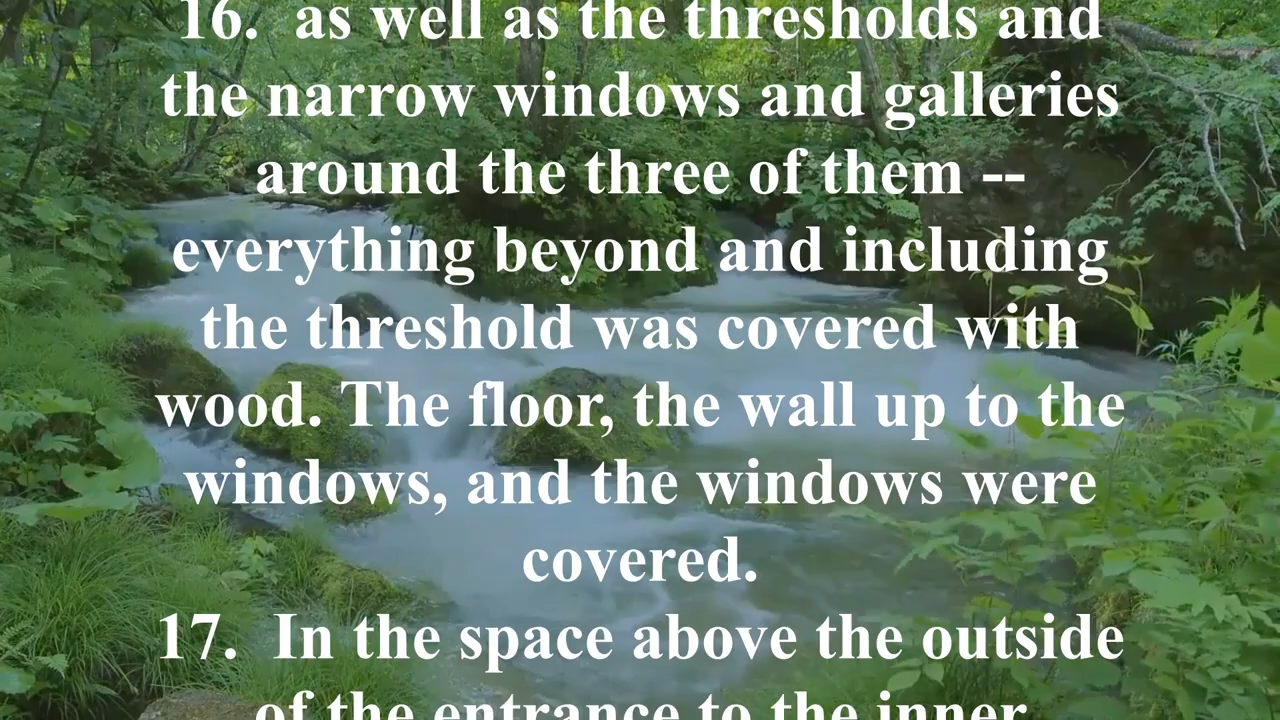 16.  as well as the thresholds and
the narrow windows and galleries
around the three of them --
everything beyond and including
the threshold was covered with
wood. The floor, the wall up to the
windows, and the windows were
covered.
17.  In the space above the outside
of the entrance to the inner